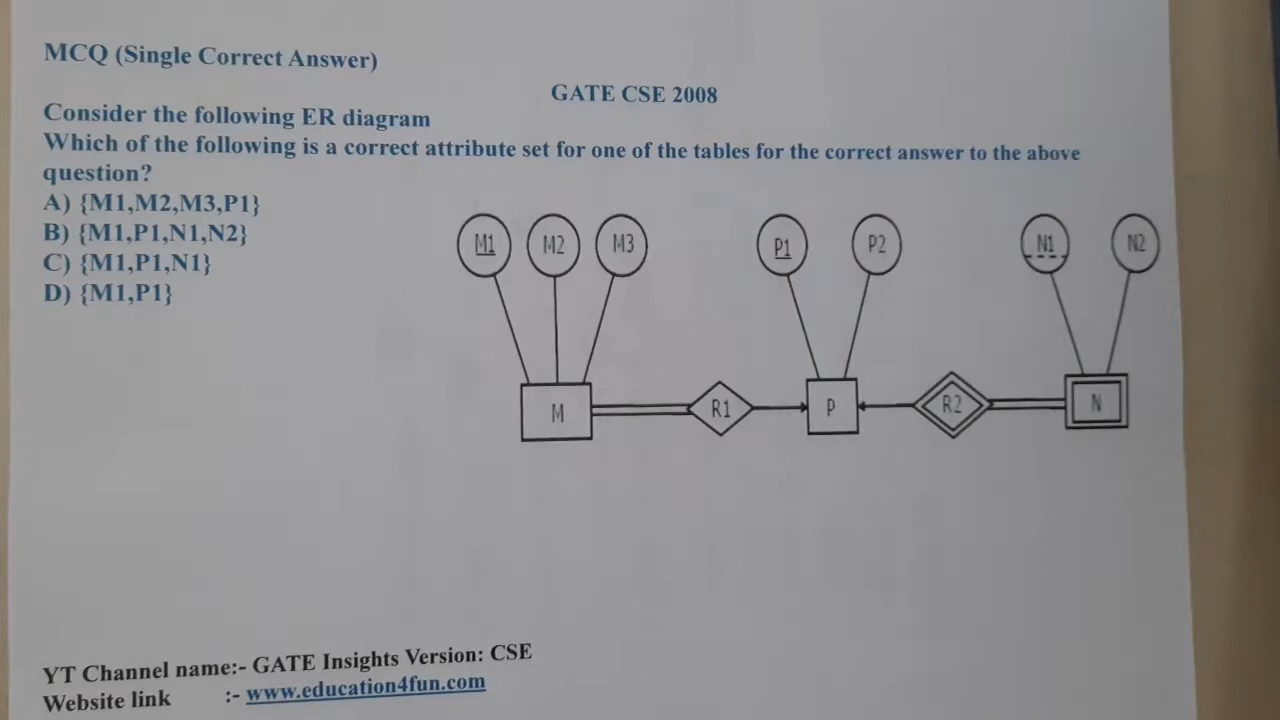 MCQ (Single Correct Answer)
GATE CSE 2008
Consider the following ER diagram
Which of the following is a correct attribute set for one of the tables for the correct answer to the above
question?
A) {M1,M2,M3,P1}
B) {M1,P1,N1,N2}
C) {M1,P1,N1}
D) {M1,P1}
M1 M2 M3 P1 P2 N1 N2
M R1 P R2 N
YT Channel name:- GATE Insights Version: CSE
Website link :- www.education4fun.com